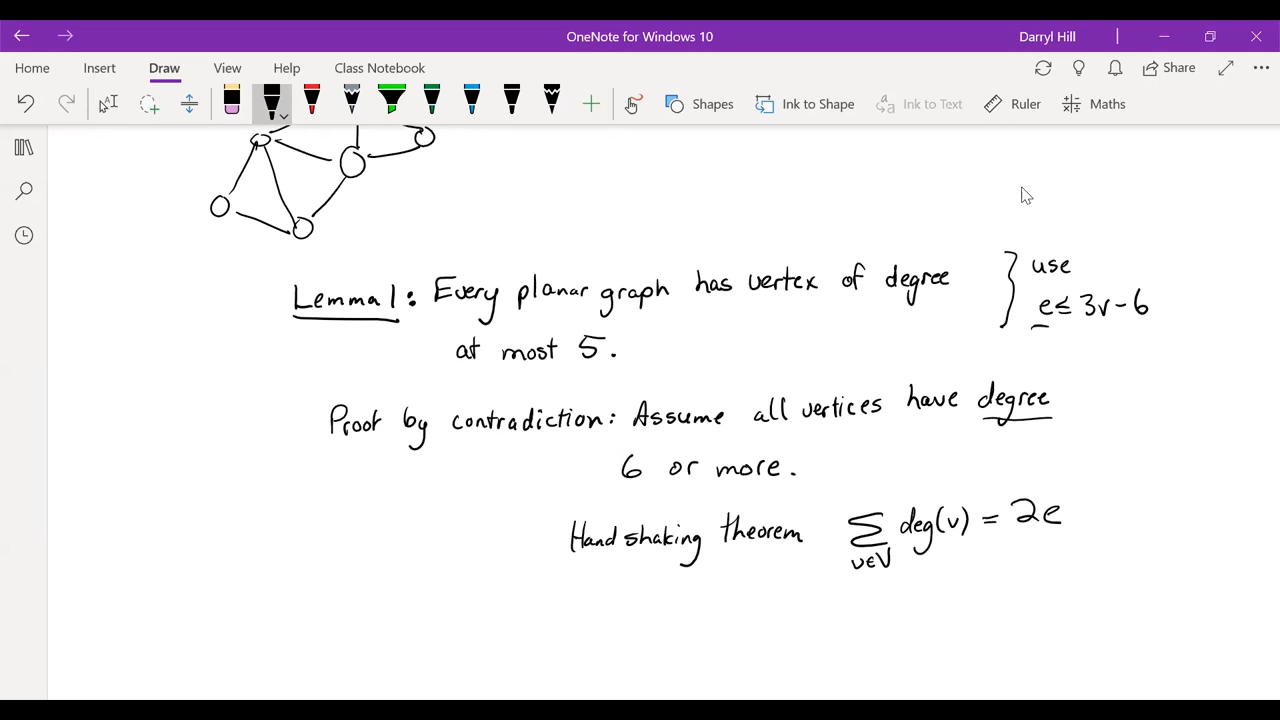 OneNote for Windows 10
Darryl Hill
Home Insert Draw View Help Class Notebook Share
Shapes Ink to Shape Ink to Text Ruler Maths
Lemma 1: Every planar graph has vertex of degree
at most 5.
} use
e ≤ 3v - 6
Proof by contradiction: Assume all vertices have degree
6 or more.
Handshaking theorem ∑ deg(v) = 2e
v∈V